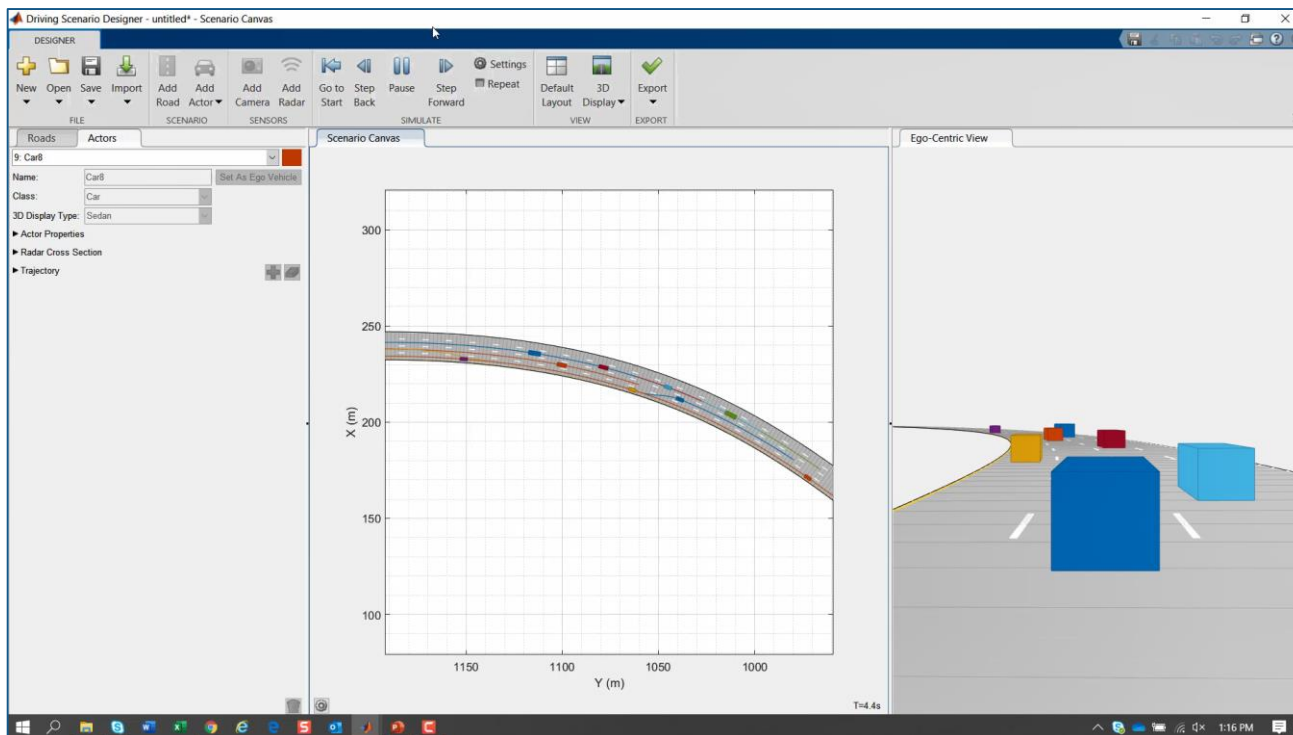 Driving Scenario Designer - untitled* - Scenario Canvas
DESIGNER
New Open Save Import Add Road Add Actor Add Camera Add Radar Go to Start Step Back Pause Step Forward Settings Repeat Default Layout 3D Display Export
FILE SCENARIO SENSORS SIMULATE VIEW EXPORT
Roads Actors
9: Car8
Name: Car8 Set As Ego Vehicle
Class: Car
3D Display Type: Sedan
Actor Properties
Radar Cross Section
Trajectory
Scenario Canvas
300
250
200
150
100
X (m)
1150 1100 1050 1000
Y (m)
T=4.4s
Ego-Centric View
1:16 PM